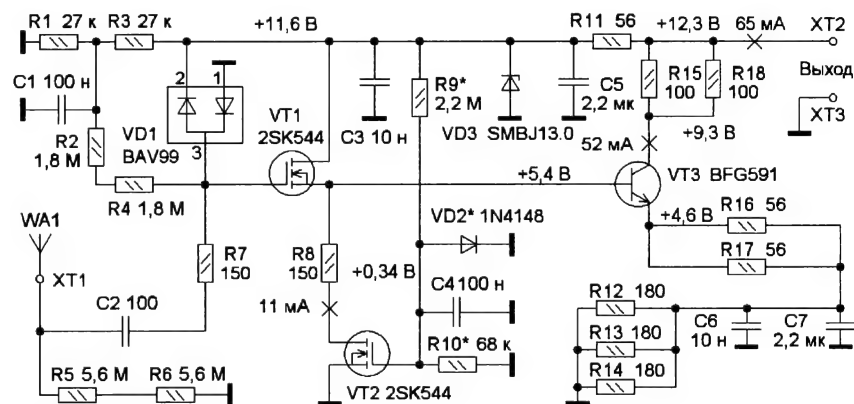 R1 27 к
R3 27 к
+11,6 В
R11 56
+12,3 В
65 мА
XT2
C1 100 н
2
1
VD1
BAV99
3
VT1
2SK544
C3 10 н
R9*
2,2 М
VD3 SMBJ13.0
C5
2,2 мк
R15
100
R18
100
Выход
XT3
+9,3 В
52 мА
R2
1,8 М
R4 1,8 М
+5,4 В
VT3 BFG591
WA1
XT1
R7
150
R8
150
+0,34 В
VD2* 1N4148
+4,6 В
R16 56
R17 56
C2 100
11 мА
C4 100 н
R12 180
R13 180
R14 180
C6
10 н
C7
2,2 мк
R5 5,6 М
R6 5,6 М
VT2 2SK544
R10* 68 к